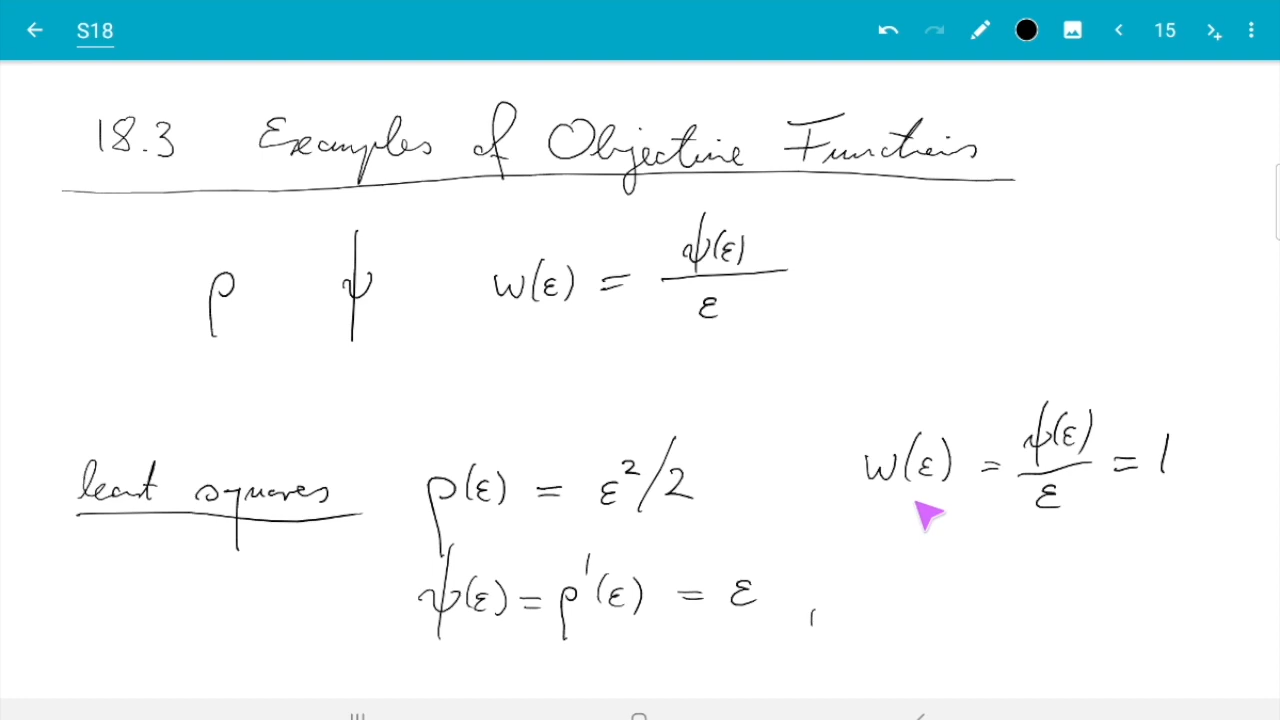 S18
15
18.3 Examples of Objective Functions
ρ ψ w(ε) = ψ(ε) / ε
least squares ρ(ε) = ε²/2 w(ε) = ψ(ε) / ε = 1
ψ(ε) = ρ'(ε) = ε